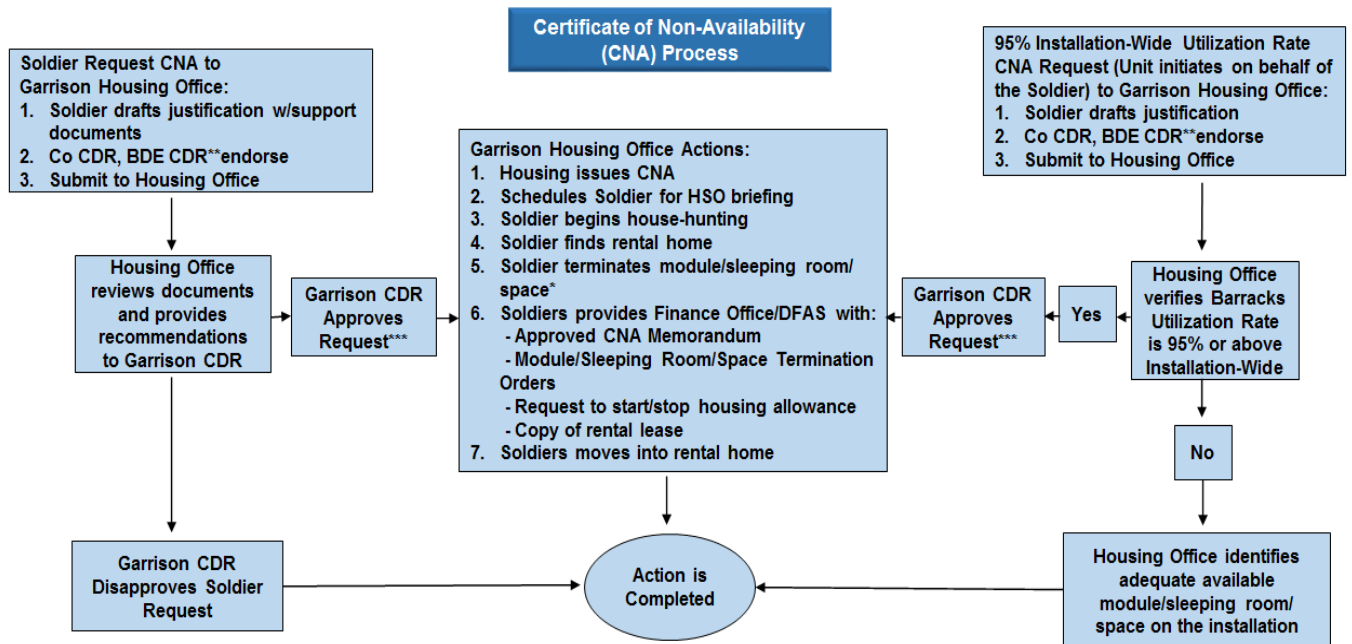 Certificate of Non-Availability
(CNA) Process
Soldier Request CNA to
Garrison Housing Office:
1. Soldier drafts justification w/support
documents
2. Co CDR, BDE CDR**endorse
3. Submit to Housing Office
Housing Office
reviews documents
and provides
recommendations
to Garrison CDR
Garrison CDR
Approves
Request***
Garrison CDR
Disapproves Soldier
Request
Garrison Housing Office Actions:
1. Housing issues CNA
2. Schedules Soldier for HSO briefing
3. Soldier begins house-hunting
4. Soldier finds rental home
5. Soldier terminates module/sleeping room/
space*
6. Soldiers provides Finance Office/DFAS with:
- Approved CNA Memorandum
- Module/Sleeping Room/Space Termination
Orders
- Request to start/stop housing allowance
- Copy of rental lease
7. Soldiers moves into rental home
Action is
Completed
95% Installation-Wide Utilization Rate
CNA Request (Unit initiates on behalf of
the Soldier) to Garrison Housing Office:
1. Soldier drafts justification
2. Co CDR, BDE CDR**endorse
3. Submit to Housing Office
Garrison CDR
Approves
Request***
Yes
Housing Office
verifies Barracks
Utilization Rate
is 95% or above
Installation-Wide
No
Housing Office identifies
adequate available
module/sleeping room/
space on the installation